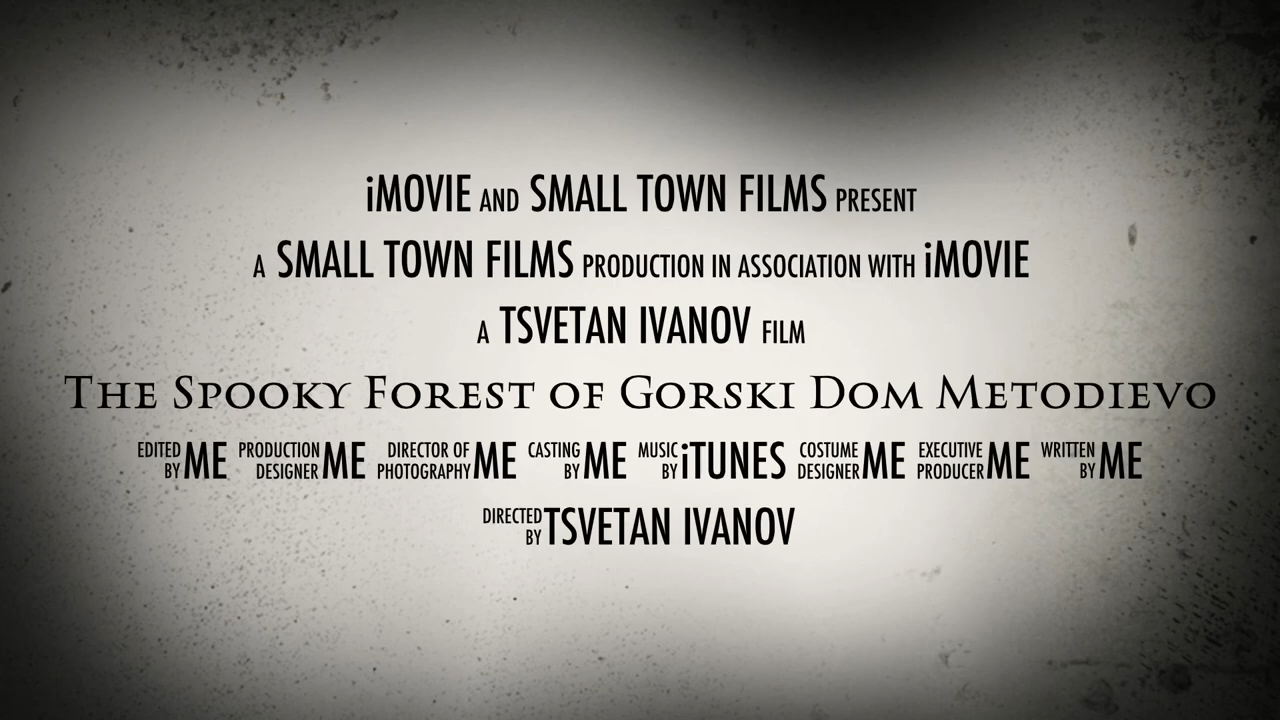 iMOVIE AND SMALL TOWN FILMS PRESENT
A SMALL TOWN FILMS PRODUCTION IN ASSOCIATION WITH iMOVIE
A TSVETAN IVANOV FILM
THE SPOOKY FOREST OF GORSKI DOM METODIEVO
EDITED BY ME PRODUCTION DESIGNER ME DIRECTOR OF PHOTOGRAPHY ME CASTING BY ME MUSIC BY iTUNES COSTUME DESIGNER ME EXECUTIVE PRODUCER ME WRITTEN BY ME
DIRECTED BY TSVETAN IVANOV